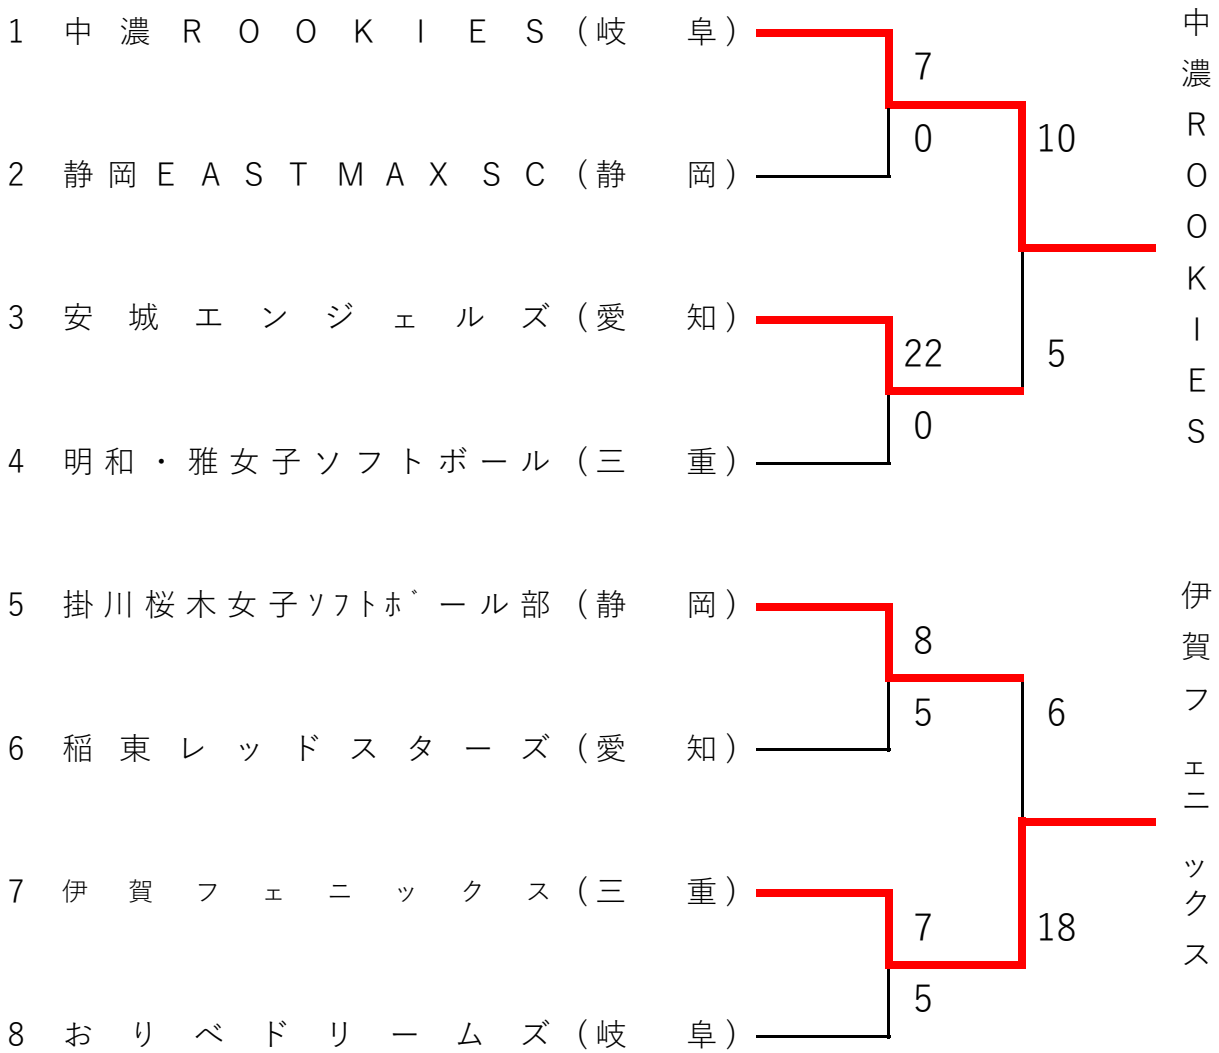 1 中濃ROOKIES(岐阜)
7
0
10
2 静岡EASTMAX SC(静岡)
3 安城エンジェルズ(愛知)
22
0
5
4 明和・雅女子ソフトボール(三重)
中濃ROOKIES
5 掛川桜木女子ｿﾌﾄﾎﾞール部(静岡)
8
5
6
6 稲東レッドスターズ(愛知)
7 伊賀フェニックス(三重)
7
5
18
8 おりべドリームズ(岐阜)
伊賀フェニックス